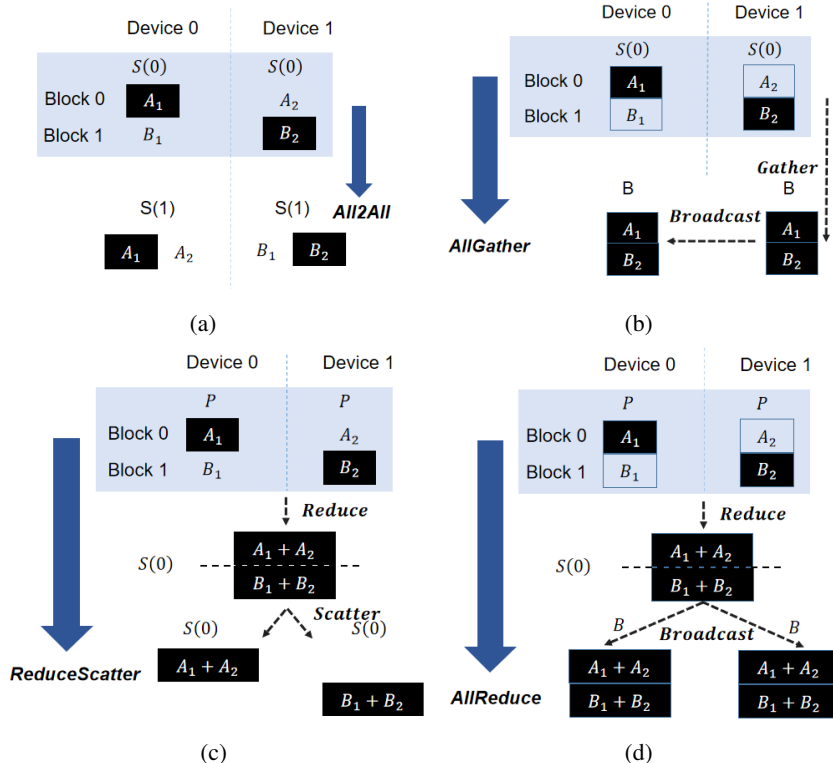 Device 0 Device 1
S(0) S(0)
Block 0 A₁ A₂
Block 1 B₁ B₂
S(1) S(1)
All2All
A₁ A₂ B₁ B₂
(a)
Device 0 Device 1
S(0) S(0)
Block 0 A₁ A₂
Block 1 B₁ B₂
Gather
B B
Broadcast
A₁ A₁
AllGather
B₂ B₂
(b)
Device 0 Device 1
P P
Block 0 A₁ A₂
Block 1 B₁ B₂
Reduce
A₁ + A₂
S(0)
B₁ + B₂
Scatter
S(0) S(0)
ReduceScatter A₁ + A₂
B₁ + B₂
(c)
Device 0 Device 1
P P
Block 0 A₁ A₂
Block 1 B₁ B₂
Reduce
A₁ + A₂
S(0)
B₁ + B₂
B Broadcast B
A₁ + A₂ A₁ + A₂
AllReduce B₁ + B₂ B₁ + B₂
(d)